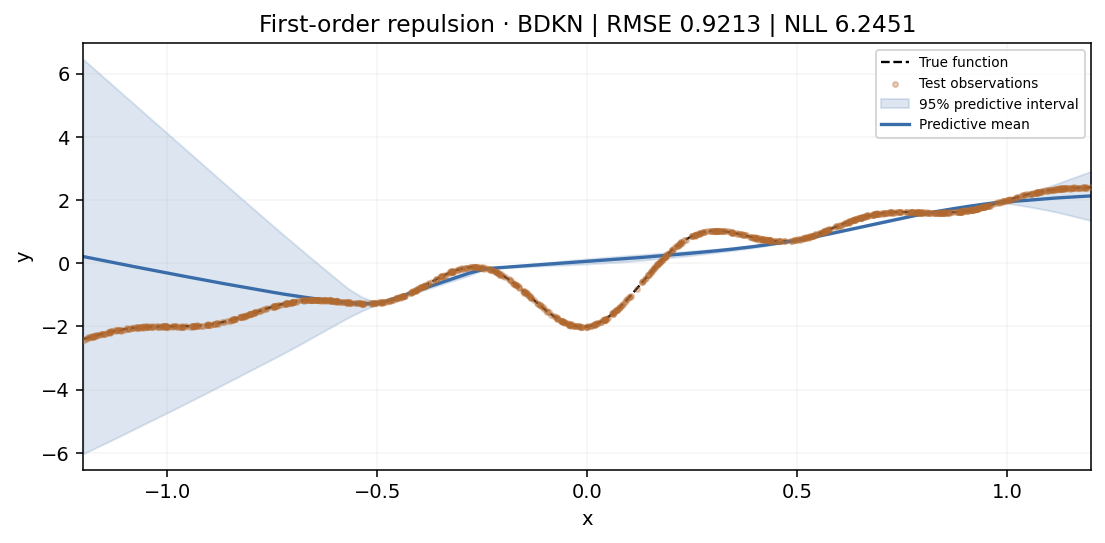 First-order repulsion · BDKN | RMSE 0.9213 | NLL 6.2451
True function
Test observations
95% predictive interval
Predictive mean
y
6
4
2
0
−2
−4
−6
−1.0
−0.5
0.0
0.5
1.0
x